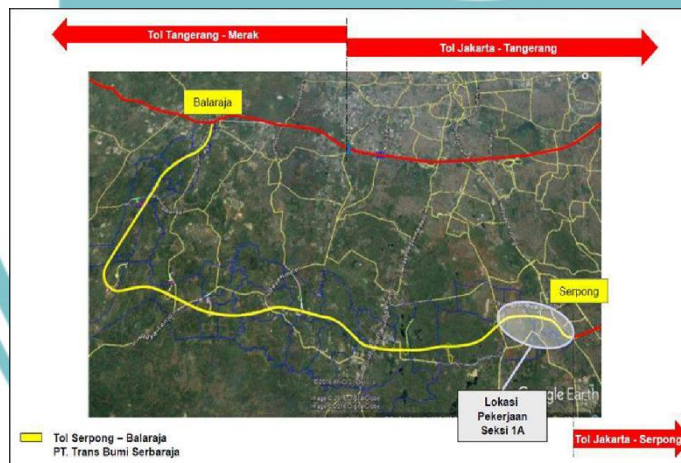 Tol Tangerang - Merak
Tol Jakarta - Tangerang
Balaraja
Serpong
Lokasi
Pekerjaan
Seksi 1A
Google Earth
Tol Serpong – Balaraja
PT. Trans Bumi Serbaraja
Tol Jakarta - Serpong